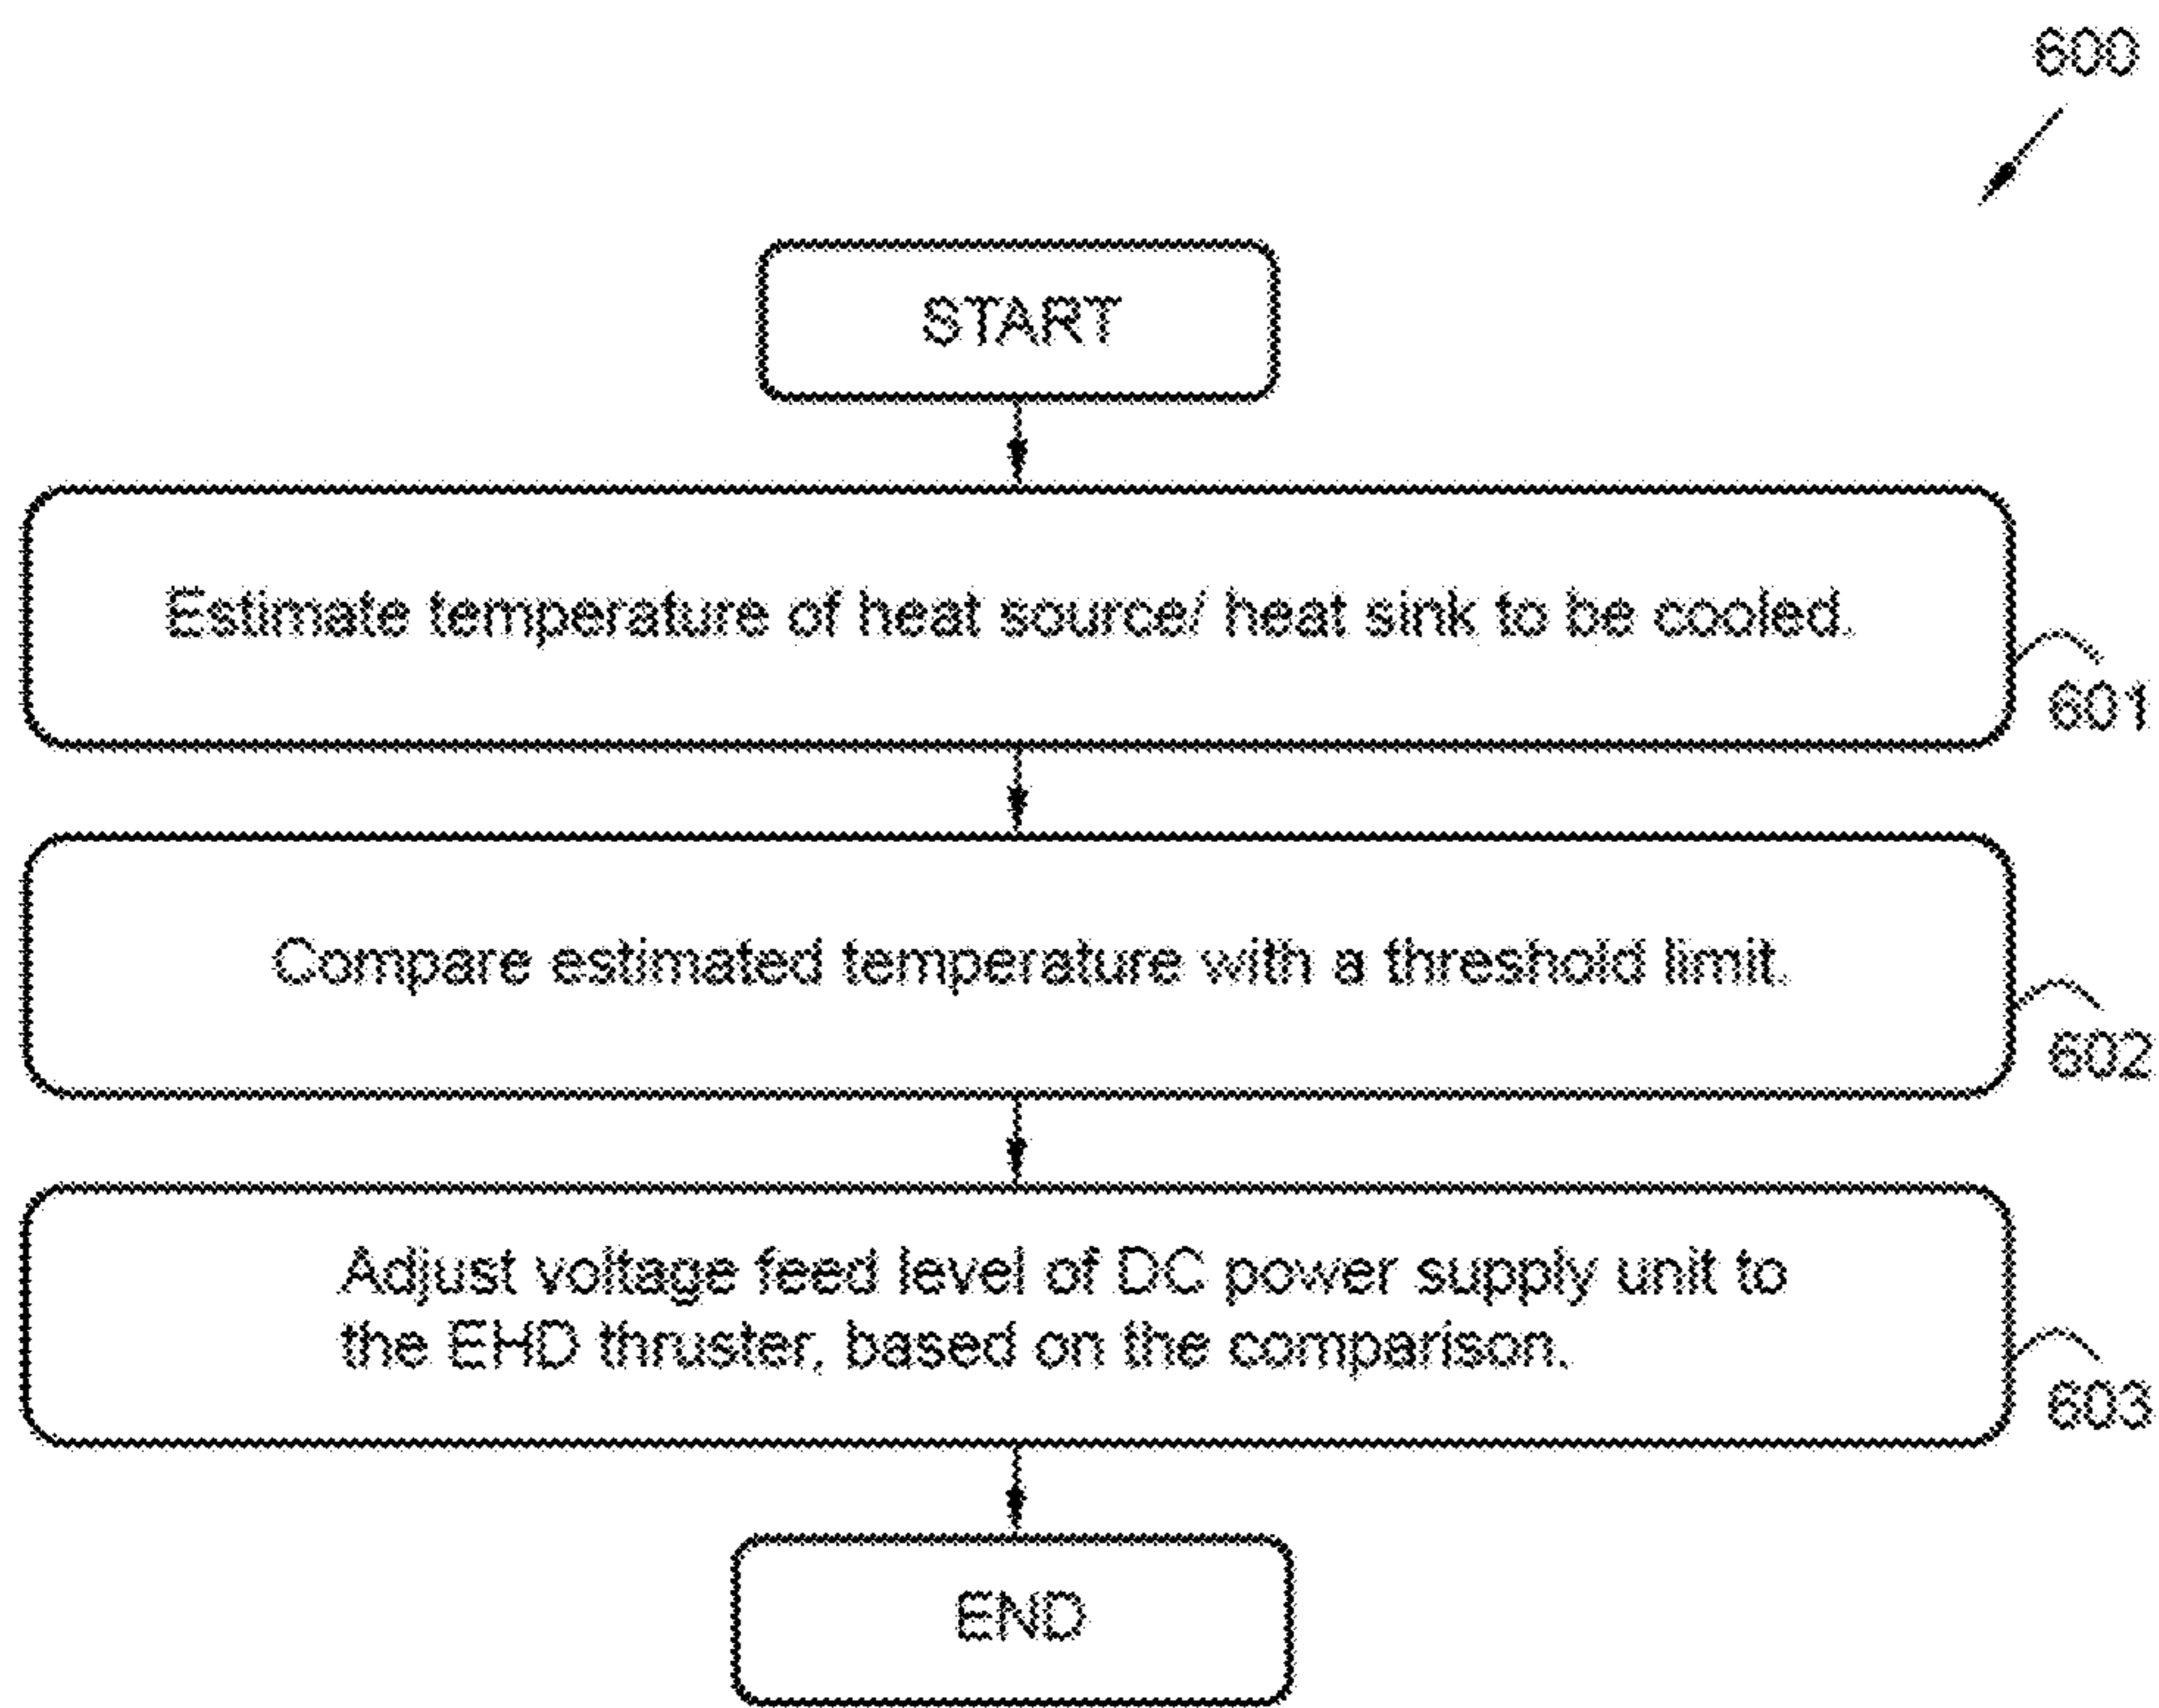 600
START
Estimate temperature of heat source/ heat sink to be cooled.
601
Compare estimated temperature with a threshold limit.
602
Adjust voltage feed level of DC power supply unit to
the EHD thruster, based on the comparison.
603
END